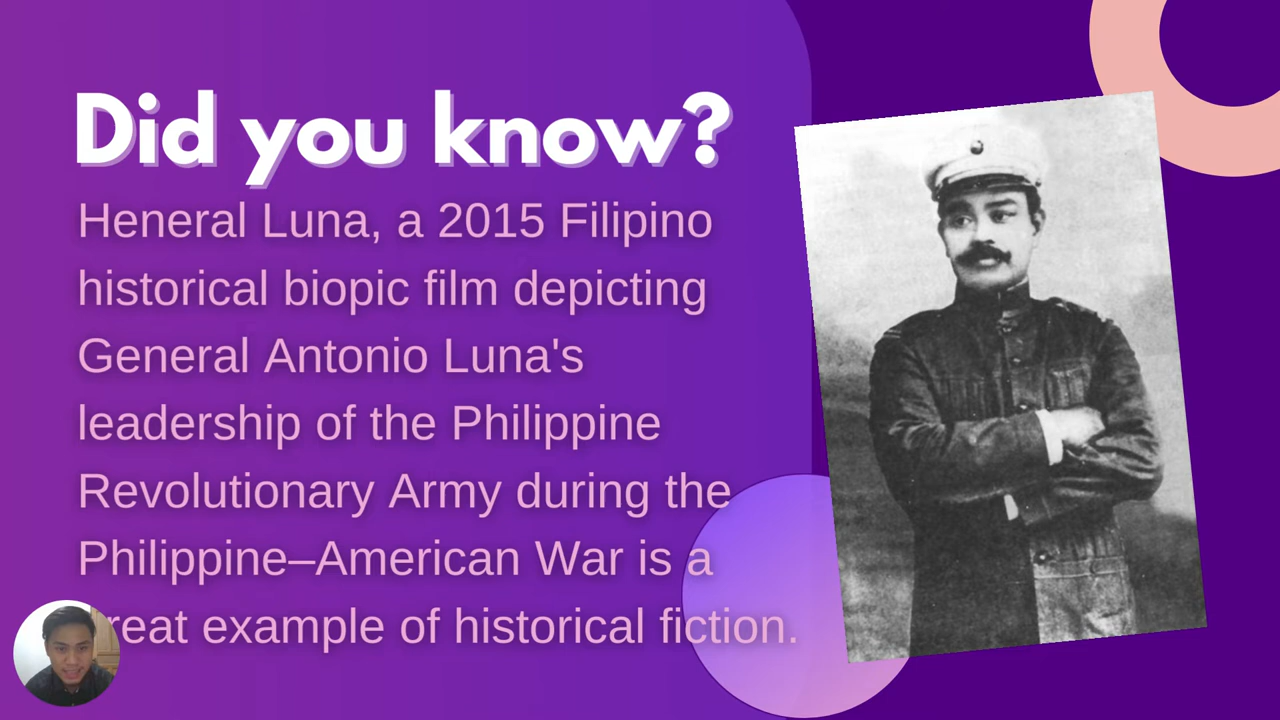 Did you know?
Heneral Luna, a 2015 Filipino
historical biopic film depicting
General Antonio Luna's
leadership of the Philippine
Revolutionary Army during the
Philippine–American War is a
great example of historical fiction.